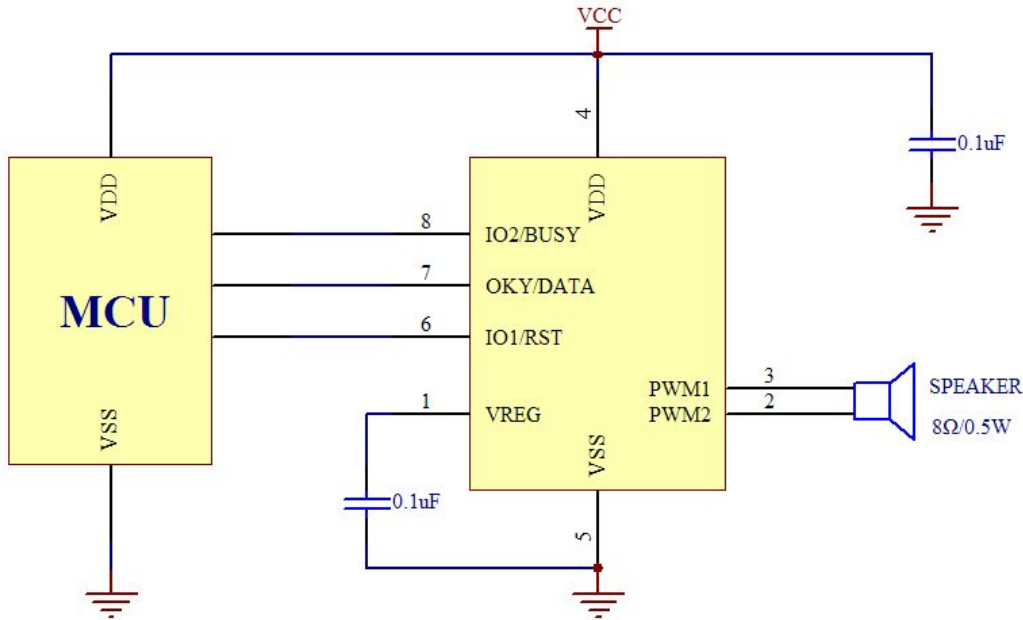 VCC
4
0.1uF
VDD
VDD
8
IO2/BUSY
7
OKY/DATA
MCU
6
IO1/RST
3
PWM1
SPEAKER
1
VREG
2
PWM2
8Ω/0.5W
VSS
VSS
0.1uF
5